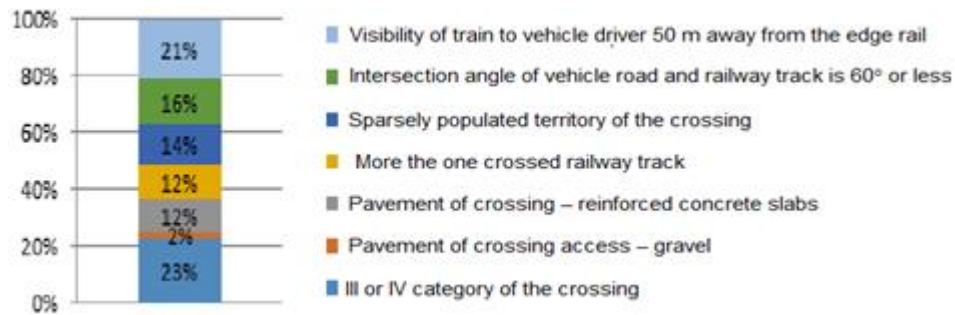 100%
80%
60%
40%
20%
0%
21%
16%
14%
12%
12%
2%
23%
Visibility of train to vehicle driver 50 m away from the edge rail
Intersection angle of vehicle road and railway track is 60° or less
Sparsely populated territory of the crossing
More the one crossed railway track
Pavement of crossing – reinforced concrete slabs
Pavement of crossing access – gravel
III or IV category of the crossing